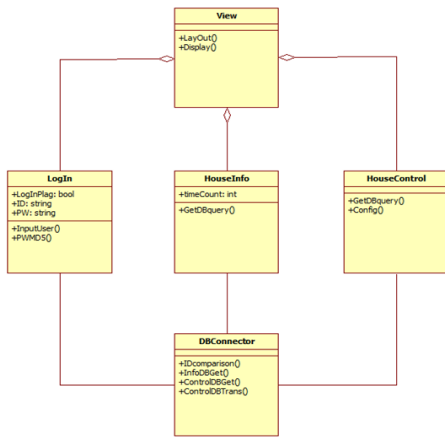 View
+LayOut()
+Display()
LogIn
+LogInPlag: bool
+ID: string
+PW: string
+InputUser()
+PWMD5()
HouseInfo
+timeCount: int
+GetDBquery()
HouseControl
+GetDBquery()
+Config()
DBConnector
+IDcomparison()
+InfoDBGet()
+ControlDBGet()
+ControlDBTrans()